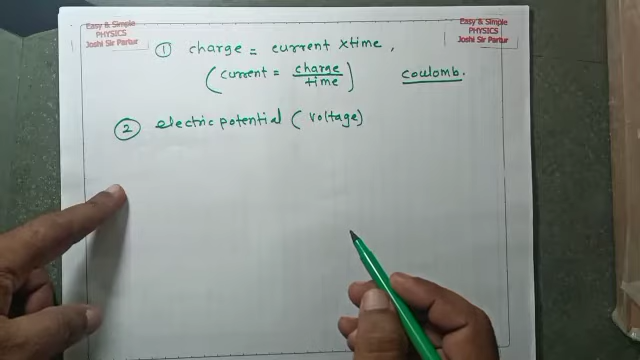 Easy & Simple
PHYSICS
Joshi Sir Partur
Easy & Simple
PHYSICS
Joshi Sir Partur
① charge = current × time,
(current = charge / time) coulomb.
② electric potential (voltage)